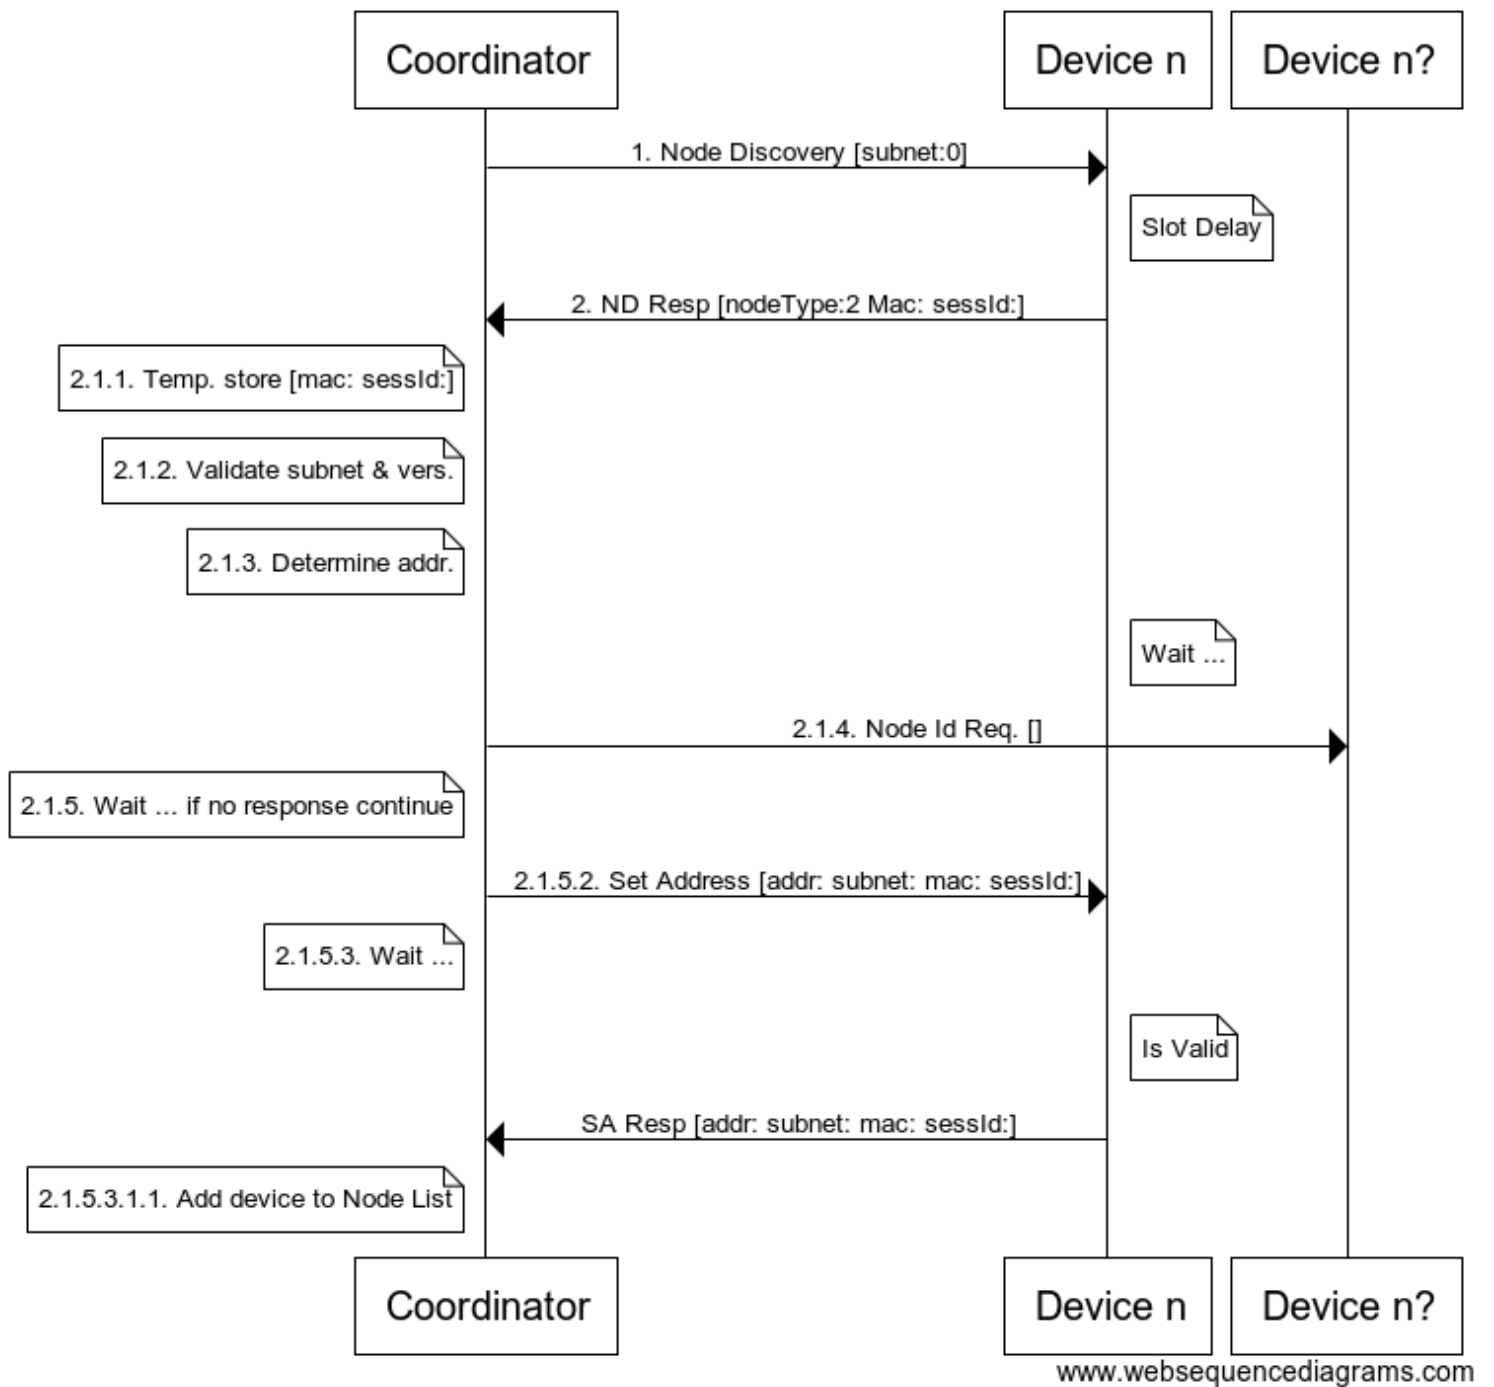 Coordinator
Device n
Device n?
1. Node Discovery [subnet:0]
Slot Delay
2. ND Resp [nodeType:2 Mac: sessId:]
2.1.1. Temp. store [mac: sessId:]
2.1.2. Validate subnet & vers.
2.1.3. Determine addr.
Wait ...
2.1.4. Node Id Req. []
2.1.5. Wait ... if no response continue
2.1.5.2. Set Address [addr: subnet: mac: sessId:]
2.1.5.3. Wait ...
Is Valid
SA Resp [addr: subnet: mac: sessId:]
2.1.5.3.1.1. Add device to Node List
Coordinator
Device n
Device n?
www.websequencediagrams.com